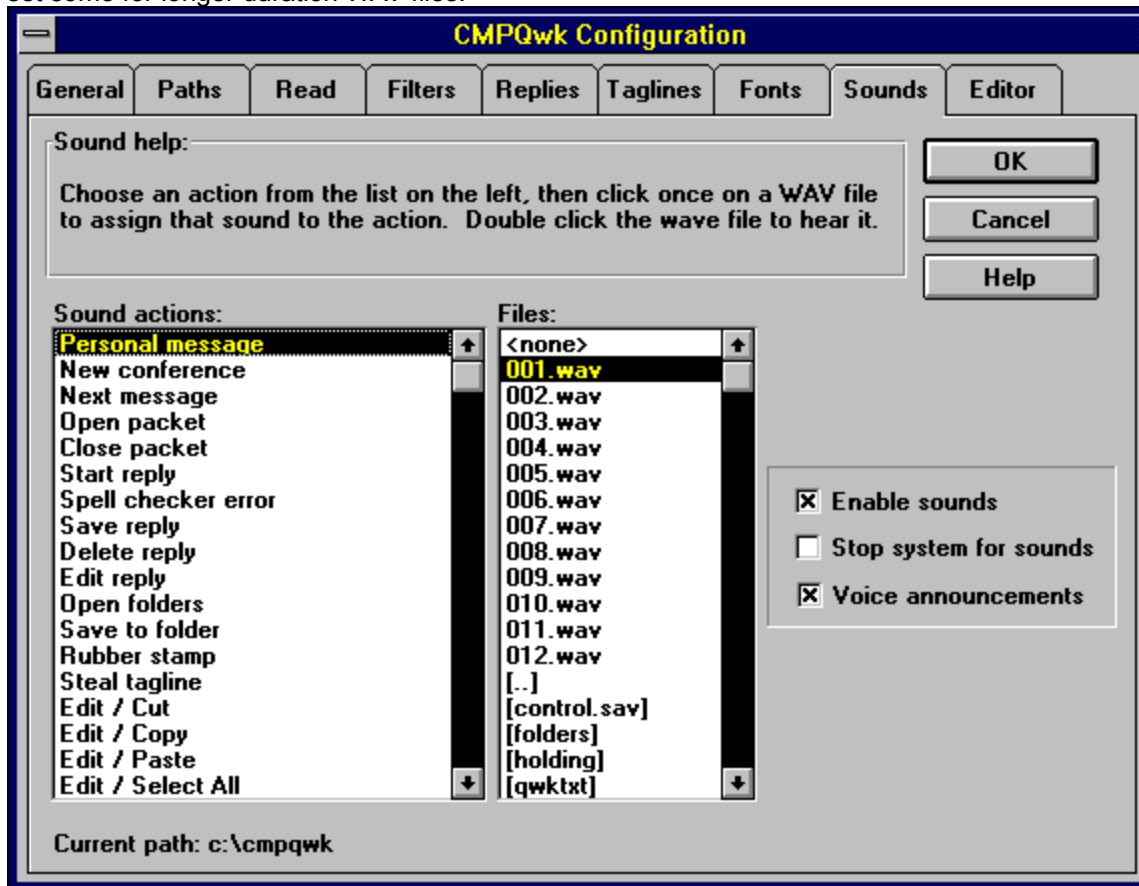 CMPQwk Configuration
General Paths Read Filters Replies Taglines Fonts Sounds Editor
Sound help:
Choose an action from the list on the left, then click once on a WAV file
to assign that sound to the action. Double click the wave file to hear it.
OK
Cancel
Help
Sound actions:
Personal message
New conference
Next message
Open packet
Close packet
Start reply
Spell checker error
Save reply
Delete reply
Edit reply
Open folders
Save to folder
Rubber stamp
Steal tagline
Edit / Cut
Edit / Copy
Edit / Paste
Edit / Select All
Files:
<none>
001.wav
002.wav
003.wav
004.wav
005.wav
006.wav
007.wav
008.wav
009.wav
010.wav
011.wav
012.wav
[..]
[control.sav]
[folders]
[holding]
[qwktxt]
Enable sounds
Stop system for sounds
Voice announcements
Current path: c:\cmpqwk